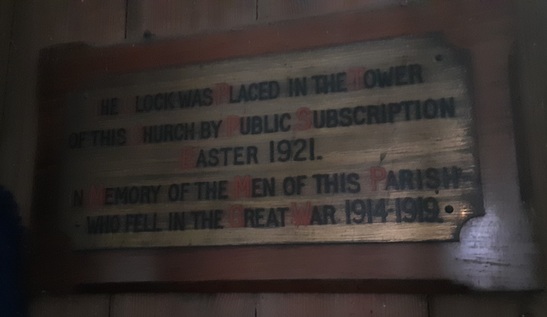 THE CLOCK WAS PLACED IN THE TOWER
OF THIS CHURCH BY PUBLIC SUBSCRIPTION
EASTER 1921.
IN MEMORY OF THE MEN OF THIS PARISH
WHO FELL IN THE GREAT WAR 1914-1919.